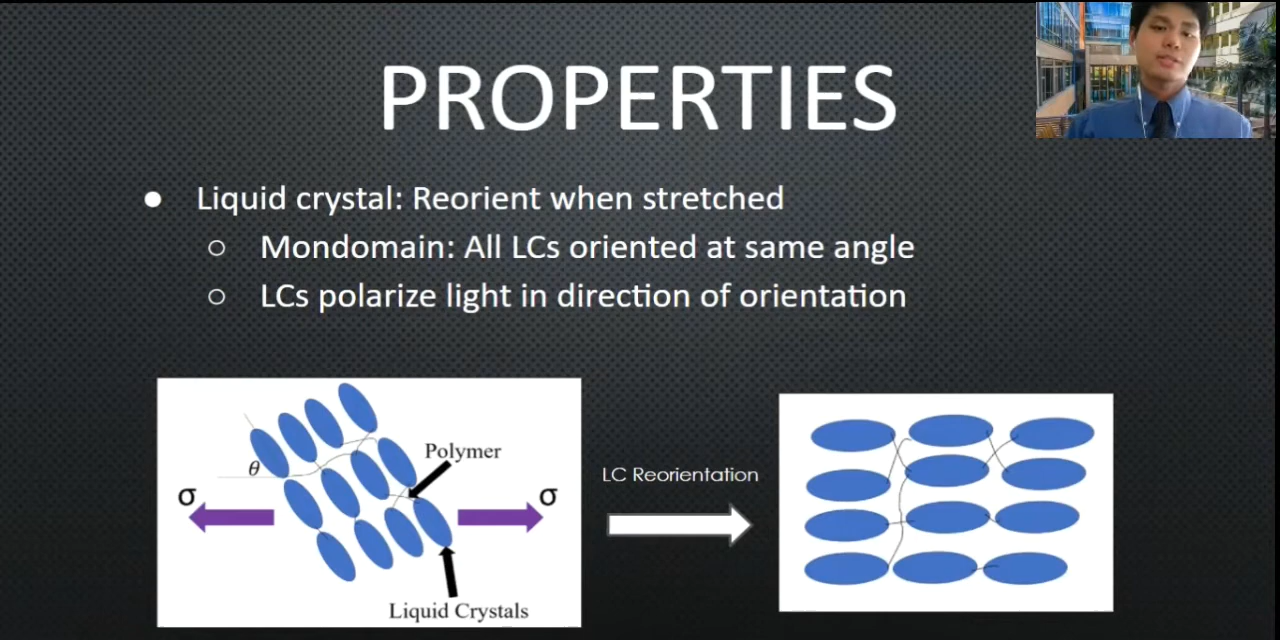 PROPERTIES
● Liquid crystal: Reorient when stretched
○ Mondomain: All LCs oriented at same angle
○ LCs polarize light in direction of orientation
Polymer
θ
σ
σ
Liquid Crystals
LC Reorientation